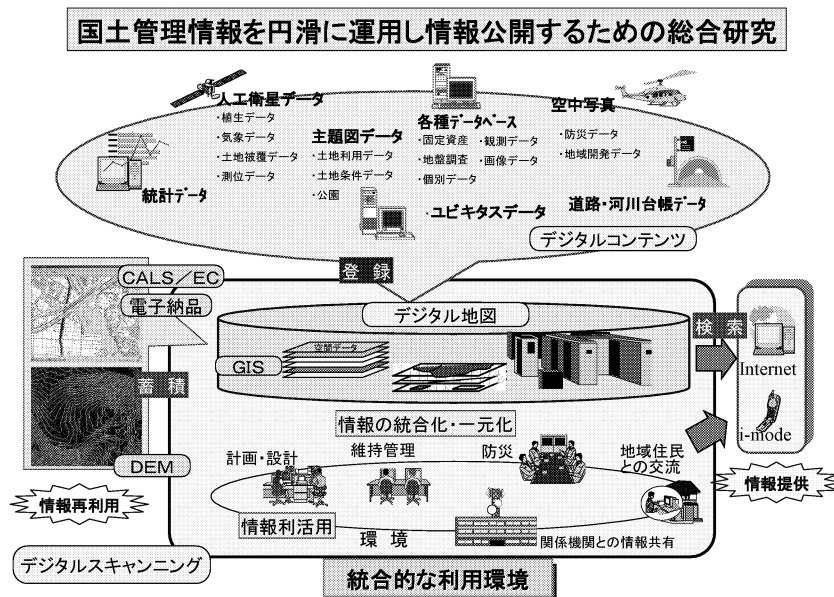 国土管理情報を円滑に運用し情報公開するための総合研究
人工衛星データ
・植生データ
・気象データ
・土地被覆データ
・測位データ
統計データ
主題図データ
・土地利用データ
・土地条件データ
・公園
各種データベース
・固定資産 ・観測データ
・地盤調査 ・画像データ
・個別データ
・ユビキタスデータ
空中写真
・防災データ
・地域開発データ
道路・河川台帳データ
デジタルコンテンツ
登 録
CALS/EC
電子納品
蓄 積
DEM
情報再利用
デジタルスキャンニング
デジタル地図
GIS
空間データ
情報の統合化・一元化
計画・設計
維持管理
防災
地域住民
との交流
情報利活用
環 境
関係機関との情報共有
検 索
Internet
i-mode
情報提供
統合的な利用環境